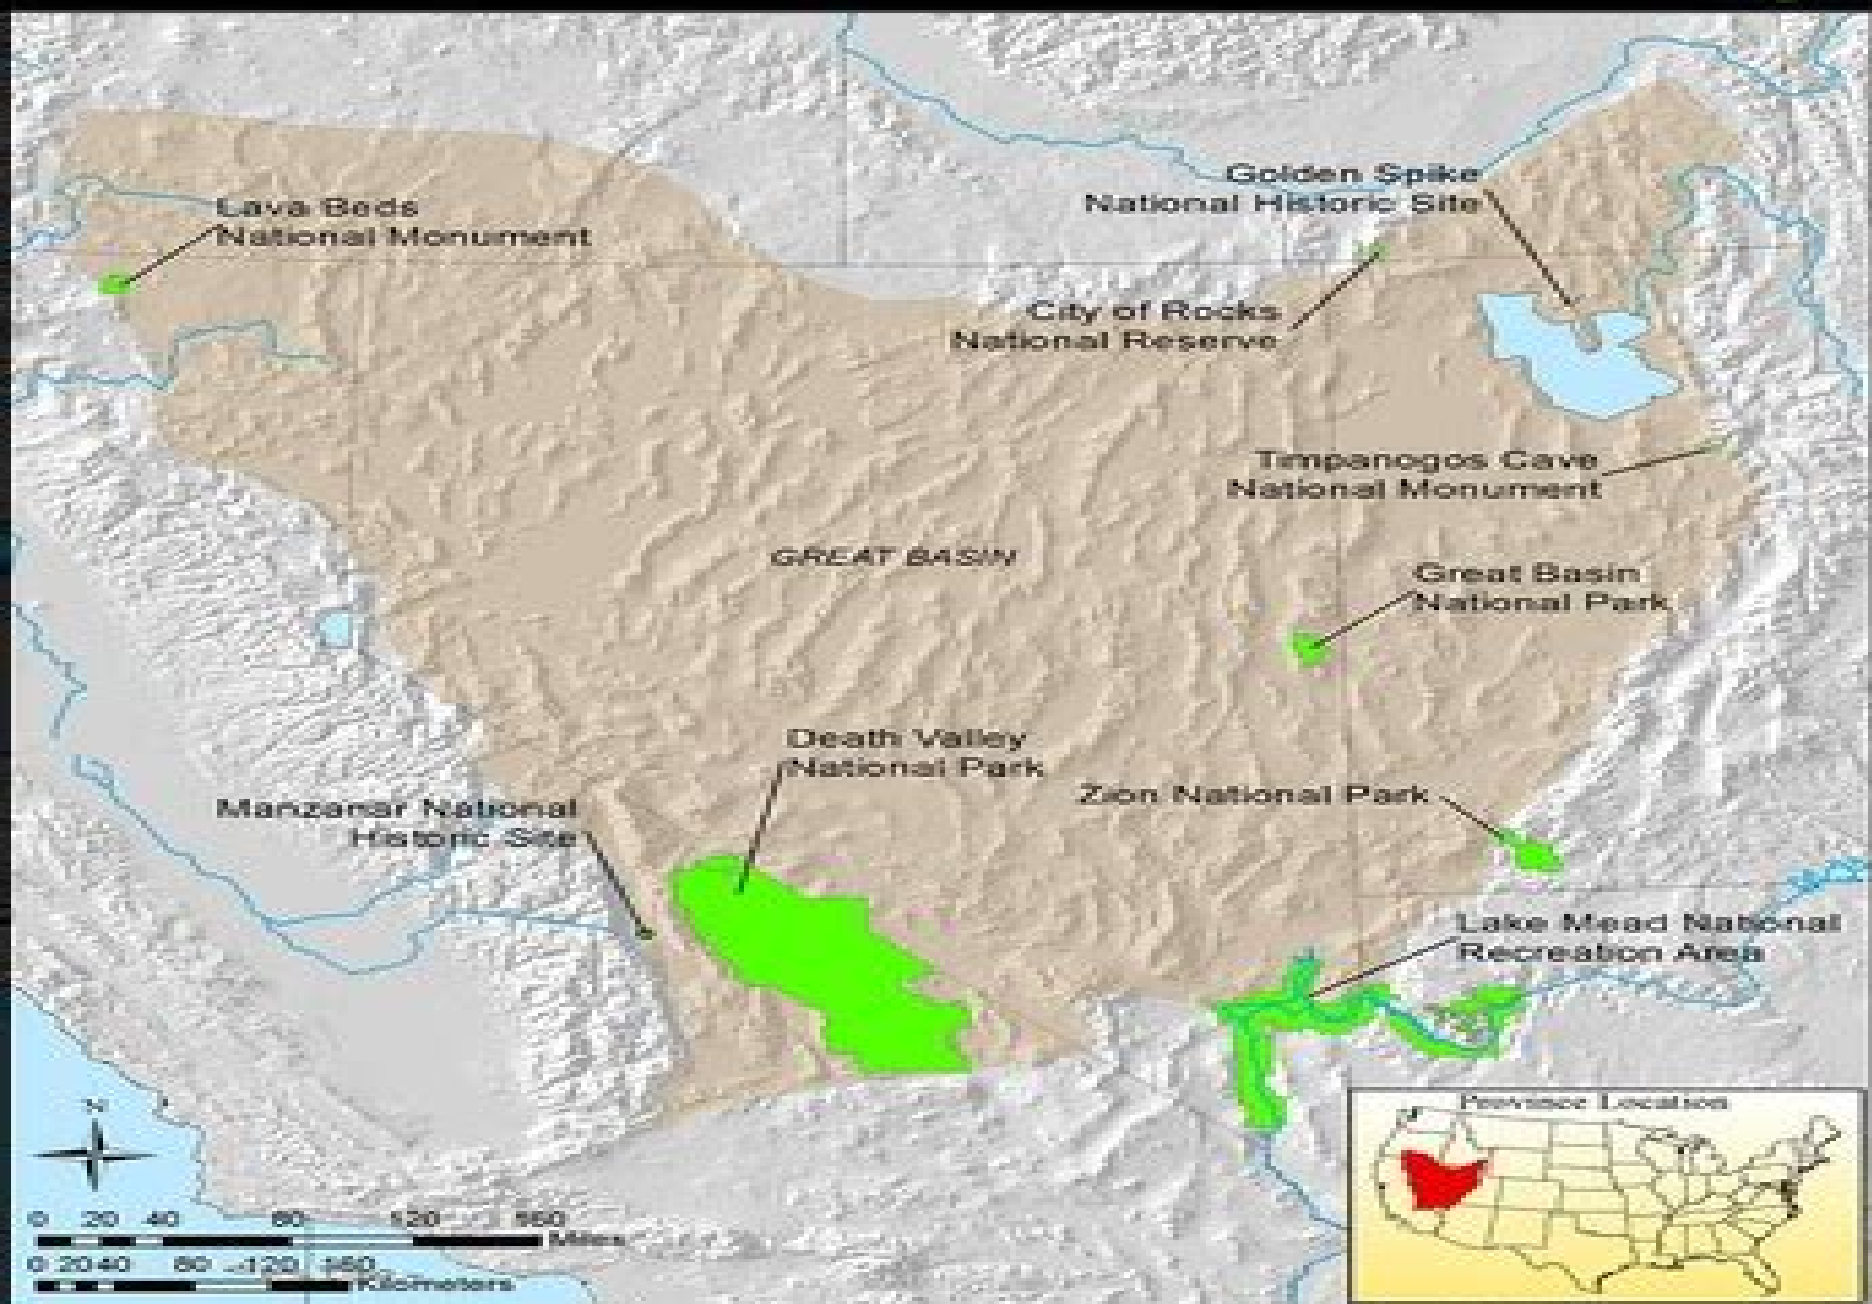 Golden Spike
National Historic Site
Lava Beds
National Monument
City of Rocks
National Reserve
Timpanogos Cave
National Monument
GREAT BASIN
Great Basin
National Park
Death Valley
National Park
Zion National Park
Manzanar National
Historic Site
Lake Mead National
Recreation Area
Province Location
N
0 20 40 80 120 160
Miles
0 20 40 80 120 160
Kilometers